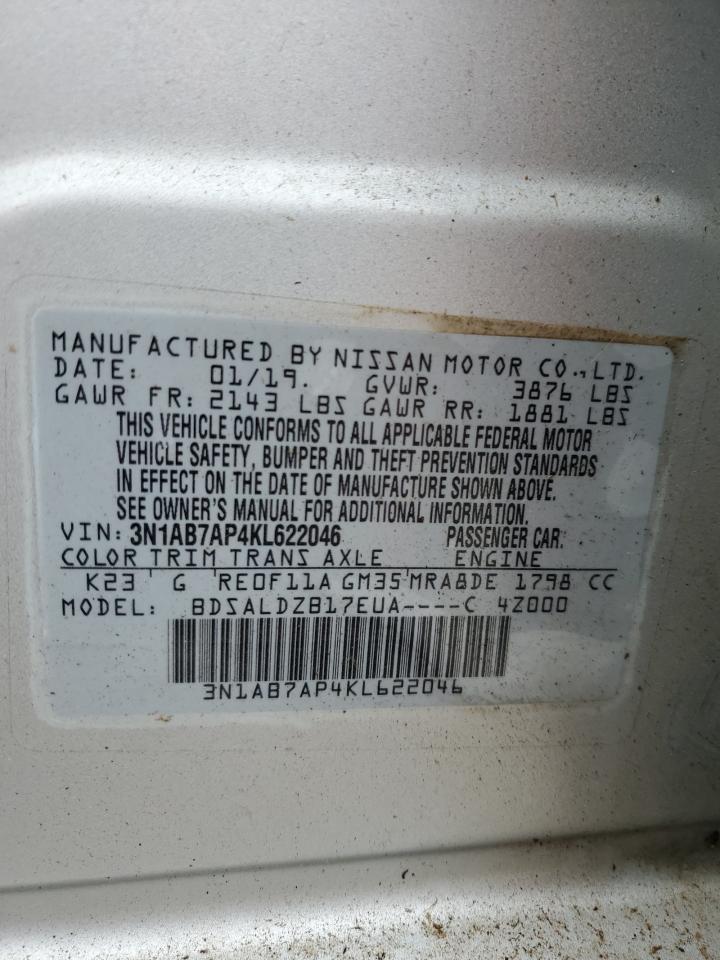 MANUFACTURED BY NISSAN MOTOR CO., LTD.
DATE: 01/19. GVWR: 3876 LBS
GAWR FR: 2143 LBS GAWR RR: 1881 LBS
THIS VEHICLE CONFORMS TO ALL APPLICABLE FEDERAL MOTOR
VEHICLE SAFETY, BUMPER AND THEFT PREVENTION STANDARDS
IN EFFECT ON THE DATE OF MANUFACTURE SHOWN ABOVE.
SEE OWNER'S MANUAL FOR ADDITIONAL INFORMATION.
VIN: 3N1AB7AP4KL622046 PASSENGER CAR.
COLOR TRIM TRANS AXLE ENGINE
K23 G RE0F11A GM35 MRA8DE 1798 CC
MODEL: BDSALDZB17EUA----C 4Z000
3N1AB7AP4KL622046